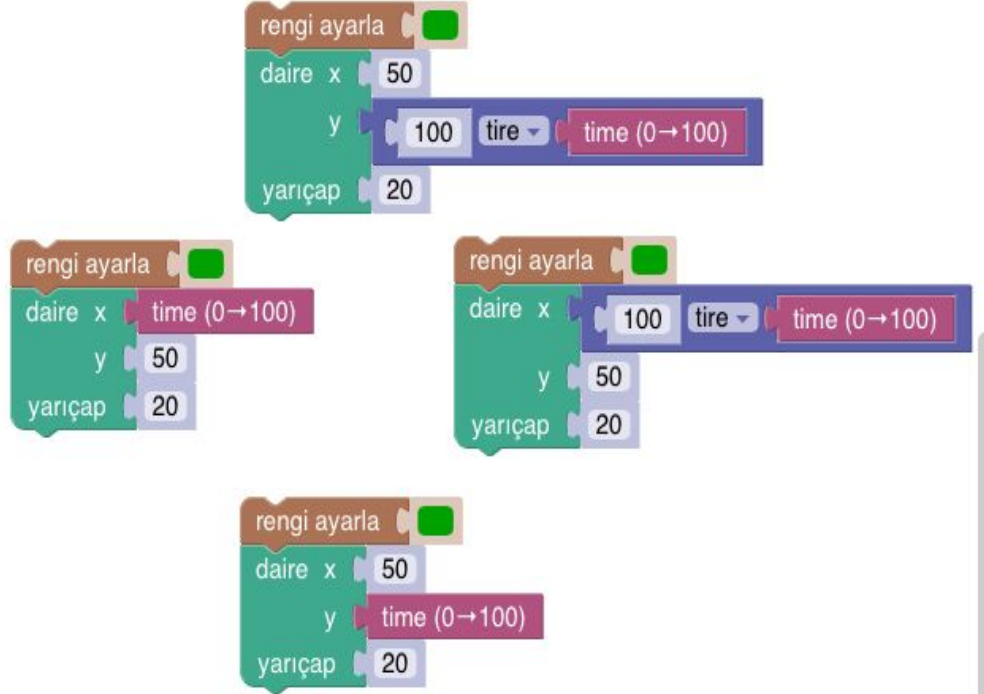 rengi ayarla
daire x 50
y 100 tire time (0→100)
yarıçap 20
rengi ayarla
daire x time (0→100)
y 50
yarıçap 20
rengi ayarla
daire x 100 tire time (0→100)
y 50
yarıçap 20
rengi ayarla
daire x 50
y time (0→100)
yarıçap 20